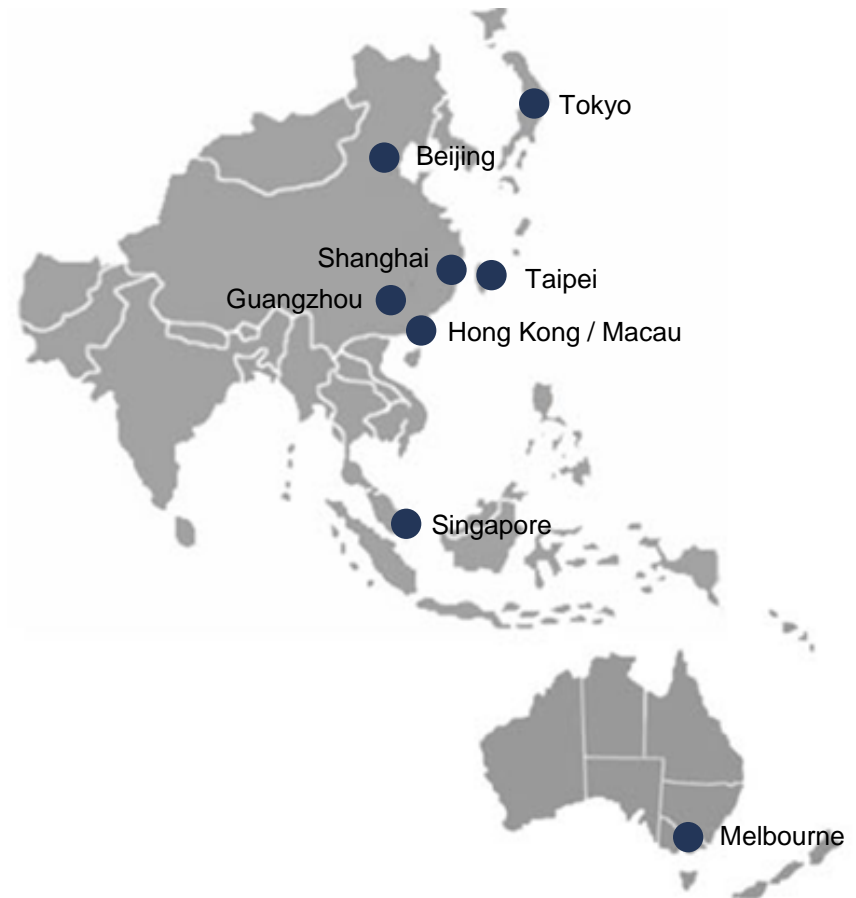 Tokyo
Beijing
Shanghai
Taipei
Guangzhou
Hong Kong / Macau
Singapore
Melbourne